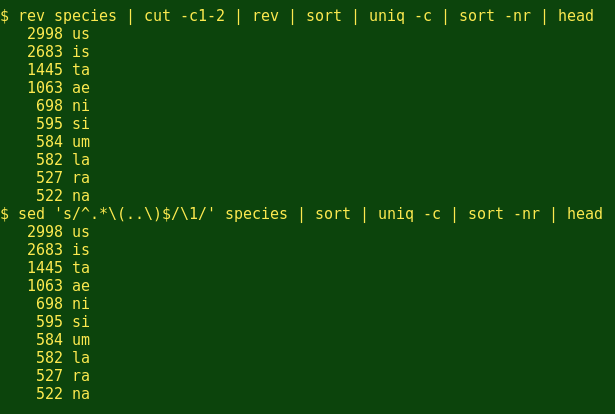 $ rev species | cut -c1-2 | rev | sort | uniq -c | sort -nr | head
   2998 us
   2683 is
   1445 ta
   1063 ae
    698 ni
    595 si
    584 um
    582 la
    527 ra
    522 na
$ sed 's/^.*\(..\)$/\1/' species | sort | uniq -c | sort -nr | head
   2998 us
   2683 is
   1445 ta
   1063 ae
    698 ni
    595 si
    584 um
    582 la
    527 ra
    522 na